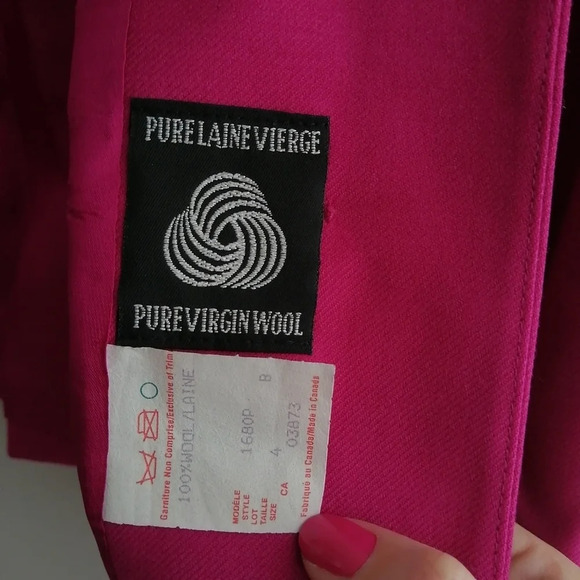 PURE LAINE VIERGE
PURE VIRGIN WOOL
Garniture Non Comprise/Exclusive of Trim
100%WOOL/LAINE
MODÈLE
STYLE 1680P B
LOT
TAILLE
SIZE 4
CA 03873
Fabriqué au Canada/Made in Canada